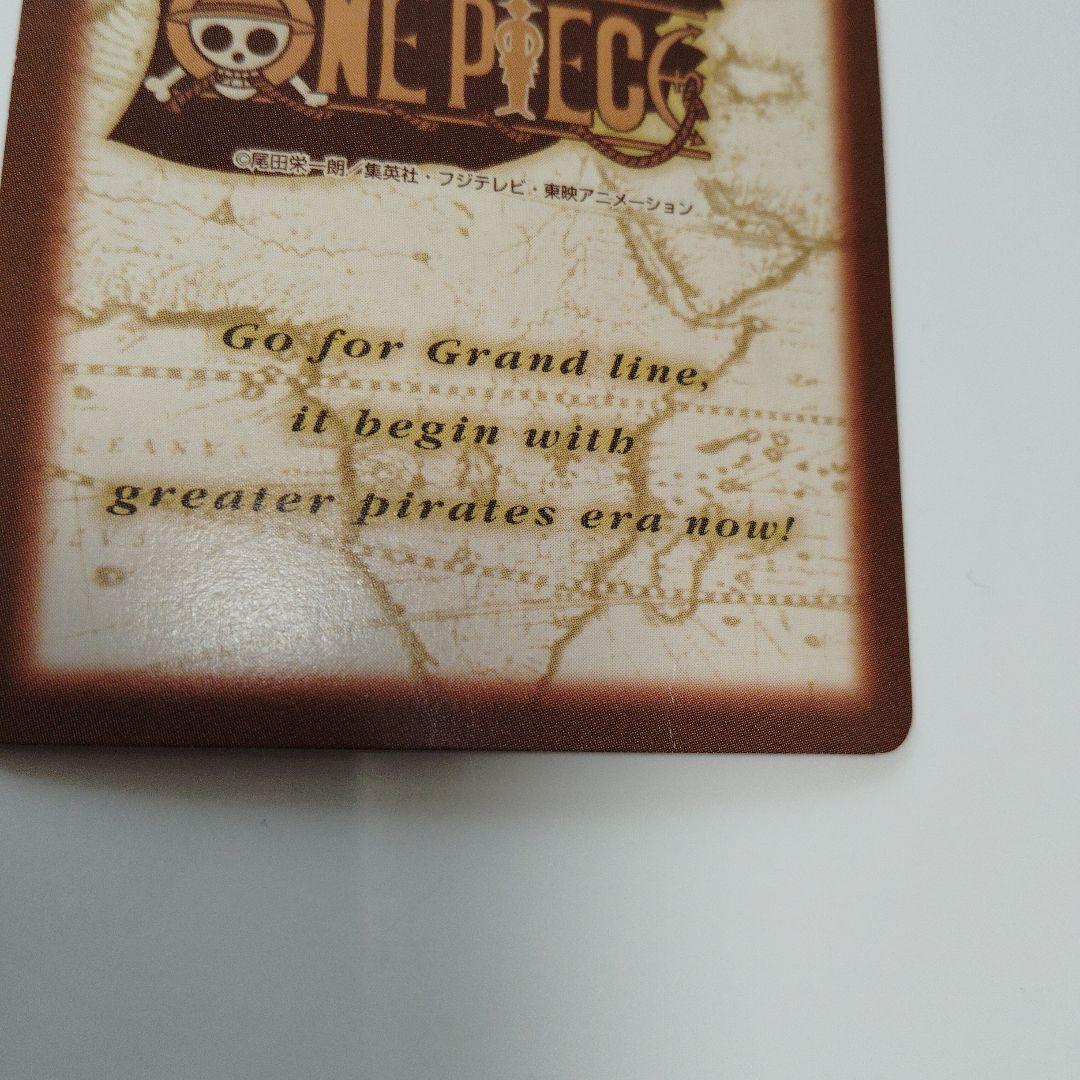 ONE PIECE
©尾田栄一朗／集英社・フジテレビ・東映アニメーション
Go for Grand line,
it begin with
greater pirates era now!